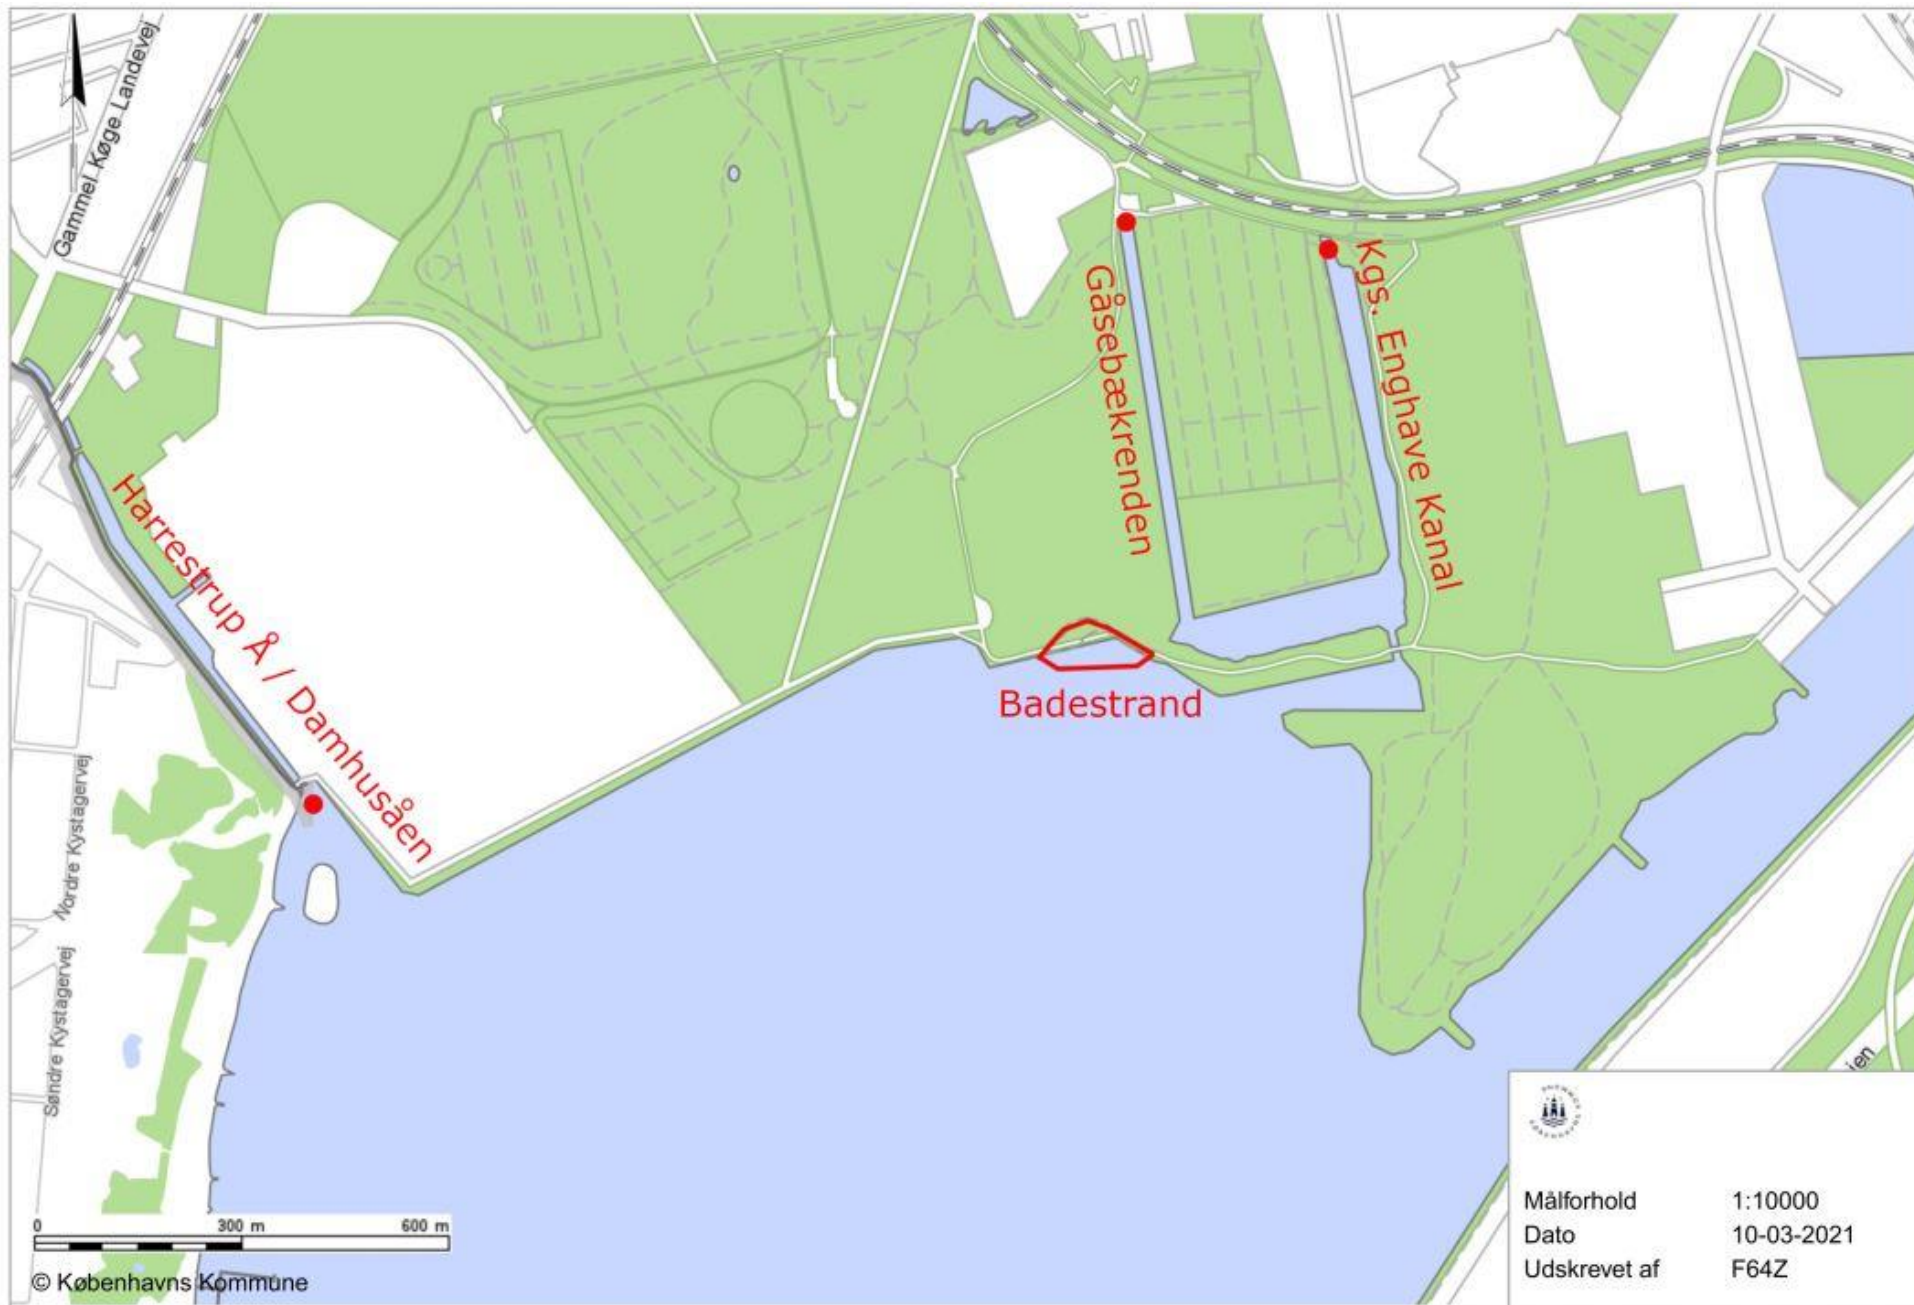 Gammel Køge Landevej
Gåsebækrenden
Kgs. Enghave Kanal
Harrestrup Å / Damhusåen
Badestrand
Nordre Kystagervej
Søndre Kystagervej
ien
0 300 m 600 m
© Københavns Kommune
Målforhold 1:10000
Dato 10-03-2021
Udskrevet af F64Z